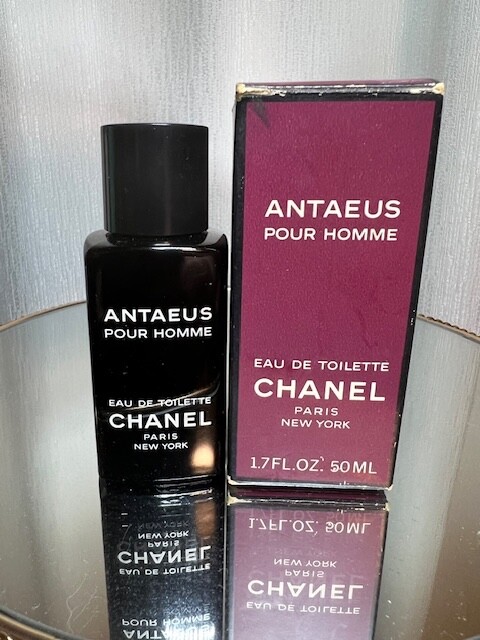 ANTAEUS
POUR HOMME
EAU DE TOILETTE
CHANEL
PARIS
NEW YORK
ANTAEUS
POUR HOMME
EAU DE TOILETTE
CHANEL
PARIS
NEW YORK
1.7FL.OZ. 50ML